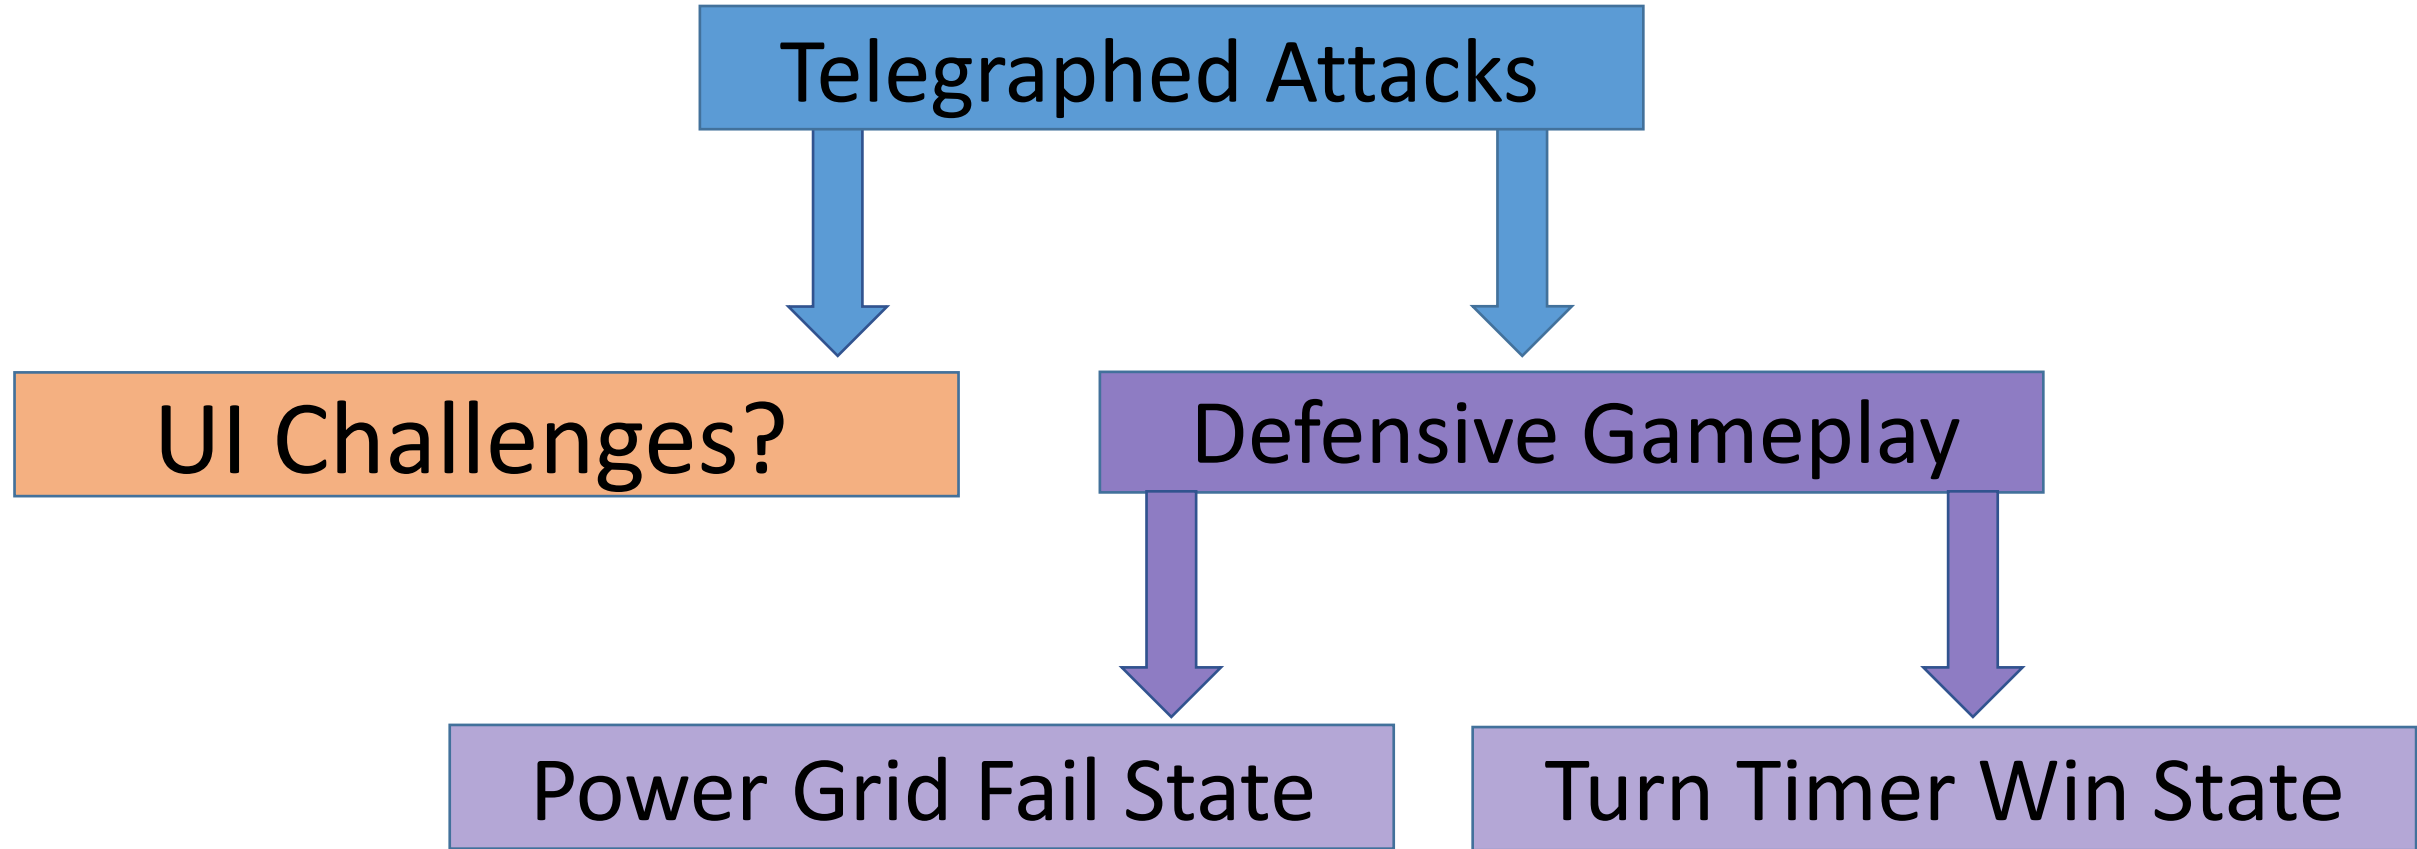 Telegraphed Attacks
UI Challenges?
Defensive Gameplay
Power Grid Fail State
Turn Timer Win State